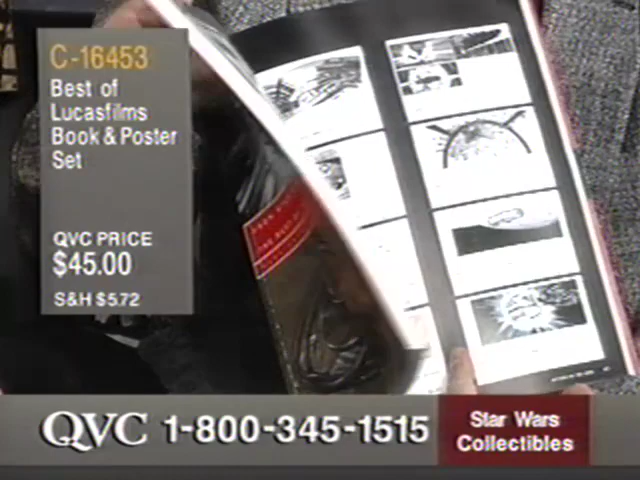 C-16453
Best of
Lucasfilms
Book & Poster
Set
QVC PRICE
$45.00
S&H $5.72
QVC 1-800-345-1515
Star Wars
Collectibles